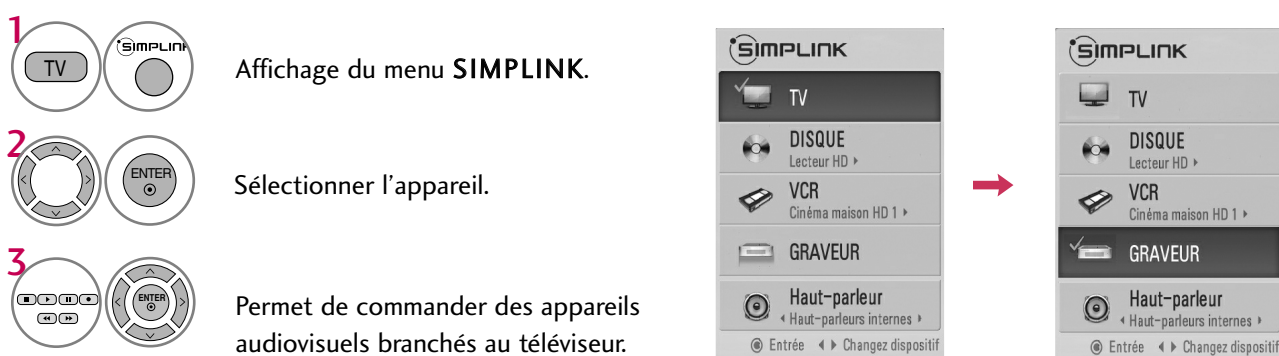 1
TV
SIMPLINK
Affichage du menu SIMPLINK.
2
ENTER
Sélectionner l'appareil.
3
ENTER
Permet de commander des appareils
audiovisuels branchés au téléviseur.
SIMPLINK
TV
DISQUE
Lecteur HD
VCR
Cinéma maison HD 1
GRAVEUR
Haut-parleur
Haut-parleurs internes
Entrée Changez dispositif
SIMPLINK
TV
DISQUE
Lecteur HD
VCR
Cinéma maison HD 1
GRAVEUR
Haut-parleur
Haut-parleurs internes
Entrée Changez dispositif